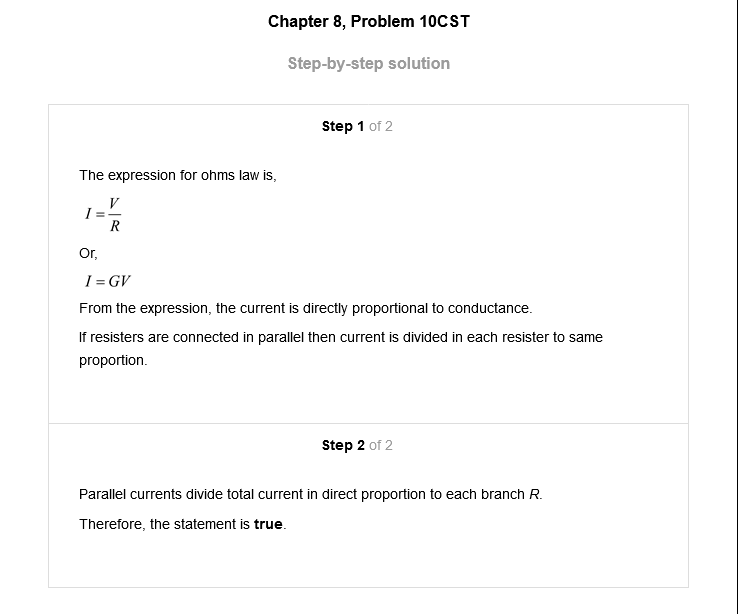 Chapter 8, Problem 10CST
Step-by-step solution
Step 1 of 2
The expression for ohms law is,
I = V/R
Or,
I = GV
From the expression, the current is directly proportional to conductance.
If resisters are connected in parallel then current is divided in each resister to same
proportion.
Step 2 of 2
Parallel currents divide total current in direct proportion to each branch R.
Therefore, the statement is true.